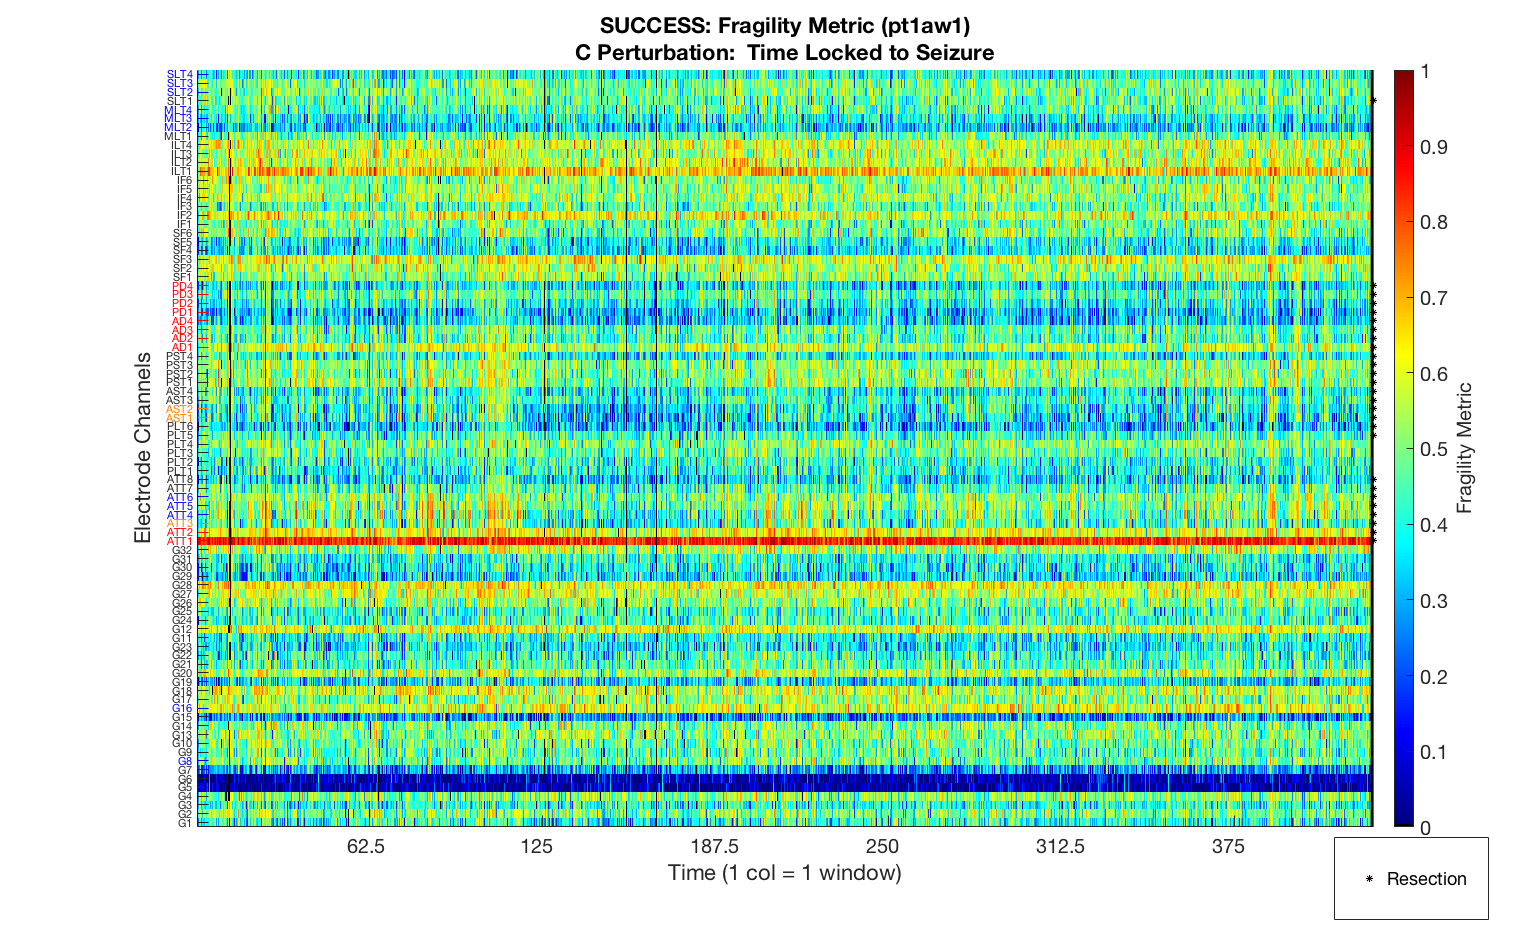 SUCCESS: Fragility Metric (pt1aw1)
C Perturbation: Time Locked to Seizure
Electrode Channels
SLT4
SLT3
SLT2
SLT1
MLT4
MLT3
MLT2
MLT1
ILT4
ILT3
ILT2
ILT1
IF6
IF5
IF4
IF3
IF2
IF1
SF6
SF5
SF4
SF3
SF2
SF1
PD4
PD3
PD2
PD1
AD4
AD3
AD2
AD1
PST4
PST3
PST2
PST1
AST4
AST3
AST2
AST1
PLT6
PLT5
PLT4
PLT3
PLT2
PLT1
ATT8
ATT7
ATT6
ATT5
ATT4
ATT3
ATT2
ATT1
G32
G31
G30
G29
G28
G27
G26
G25
G24
G12
G11
G23
G22
G21
G20
G19
G18
G17
G16
G15
G14
G13
G10
G9
G8
G7
G6
G5
G4
G3
G2
G1
62.5 125 187.5 250 312.5 375
Time (1 col = 1 window)
1
0.9
0.8
0.7
0.6
0.5
0.4
0.3
0.2
0.1
0
Fragility Metric
* Resection